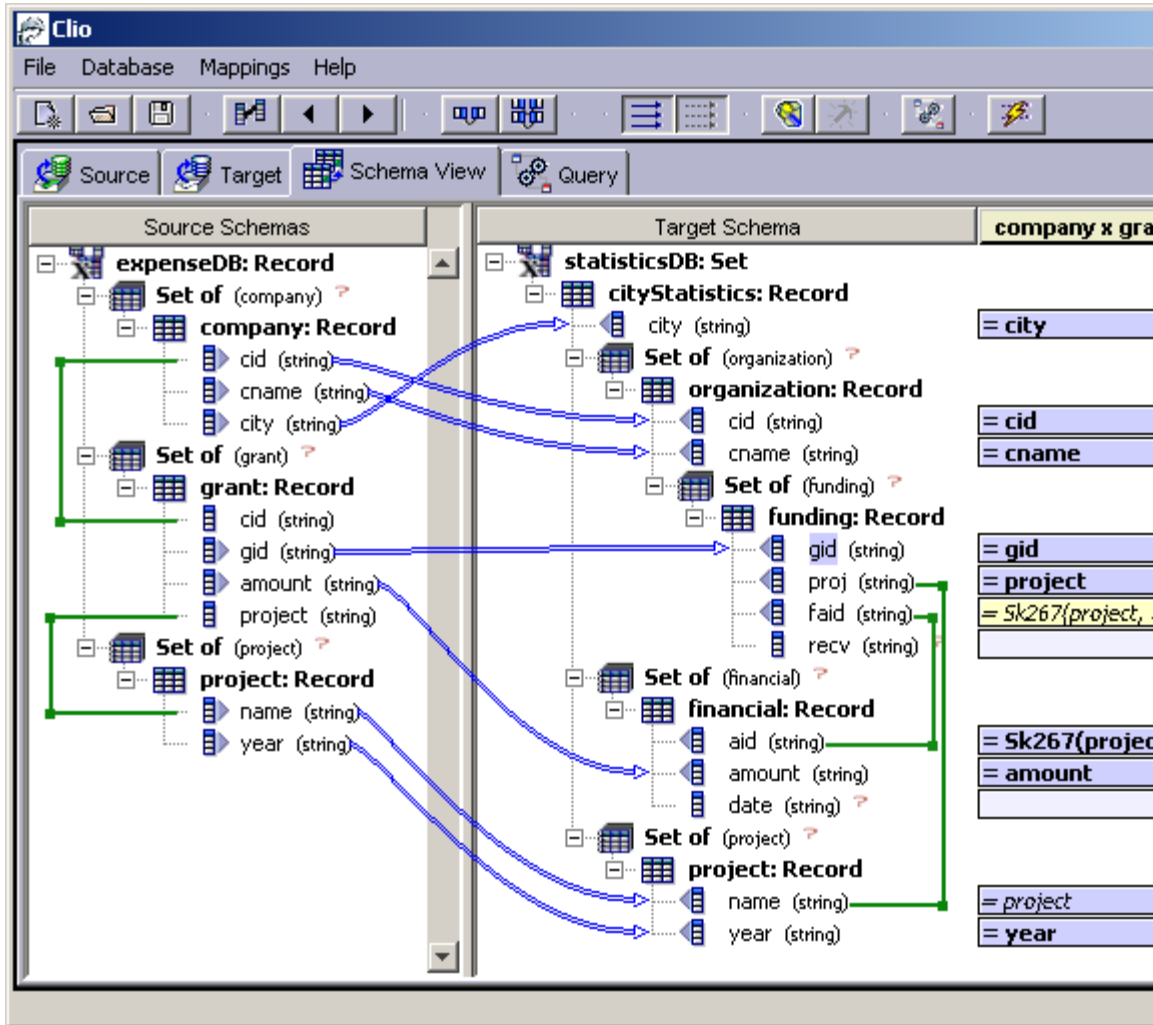 Clio
File Database Mappings Help
Source Target Schema View Query
Source Schemas
expenseDB: Record
Set of (company) ?
company: Record
cid (string)
cname (string)
city (string)
Set of (grant) ?
grant: Record
cid (string)
gid (string)
amount (string)
project (string)
Set of (project) ?
project: Record
name (string)
year (string)
Target Schema
statisticsDB: Set
cityStatistics: Record
city (string)
Set of (organization) ?
organization: Record
cid (string)
cname (string)
Set of (funding) ?
funding: Record
gid (string)
proj (string)
faid (string)
recv (string) ?
Set of (financial) ?
financial: Record
aid (string)
amount (string)
date (string) ?
Set of (project) ?
project: Record
name (string)
year (string)
company x gra
= city
= cid
= cname
= gid
= project
= Sk267(project,
= Sk267(projec
= amount
= project
= year